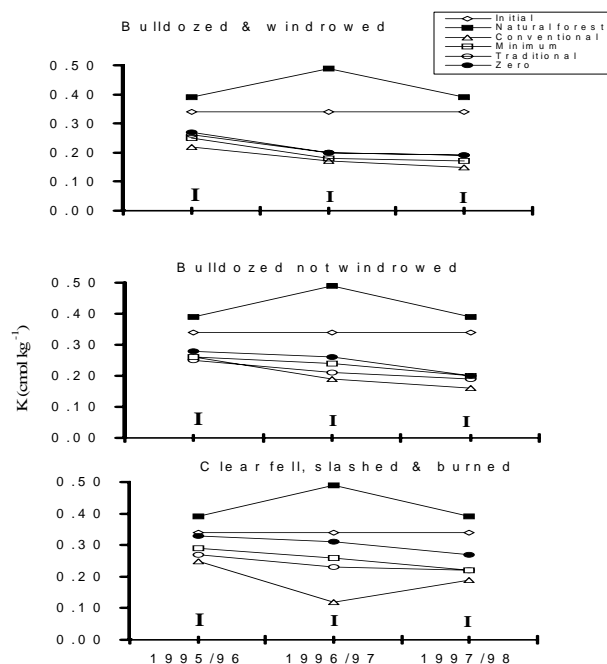 Bulldozed & windrowed
Initial
Natural forest
Conventional
Minimum
Traditional
Zero
0.50
0.40
0.30
0.20
0.10
0.00
Bulldozed not windrowed
0.50
0.40
0.30
0.20
0.10
0.00
K (cmol kg-1)
Clear fell, slashed & burned
0.50
0.40
0.30
0.20
0.10
0.00
1995/96 1996/97 1997/98